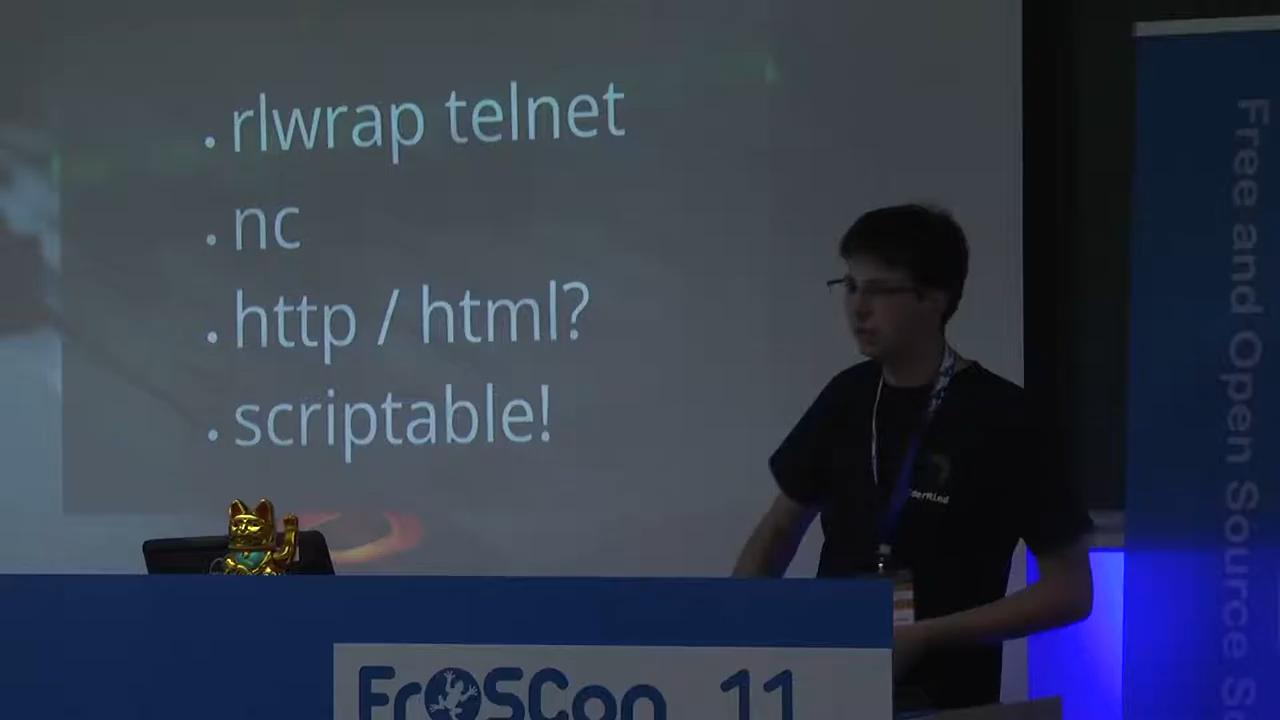 • rlwrap telnet
• nc
• http / html?
• scriptable!
Free and Open Source S
FrOSCon 11